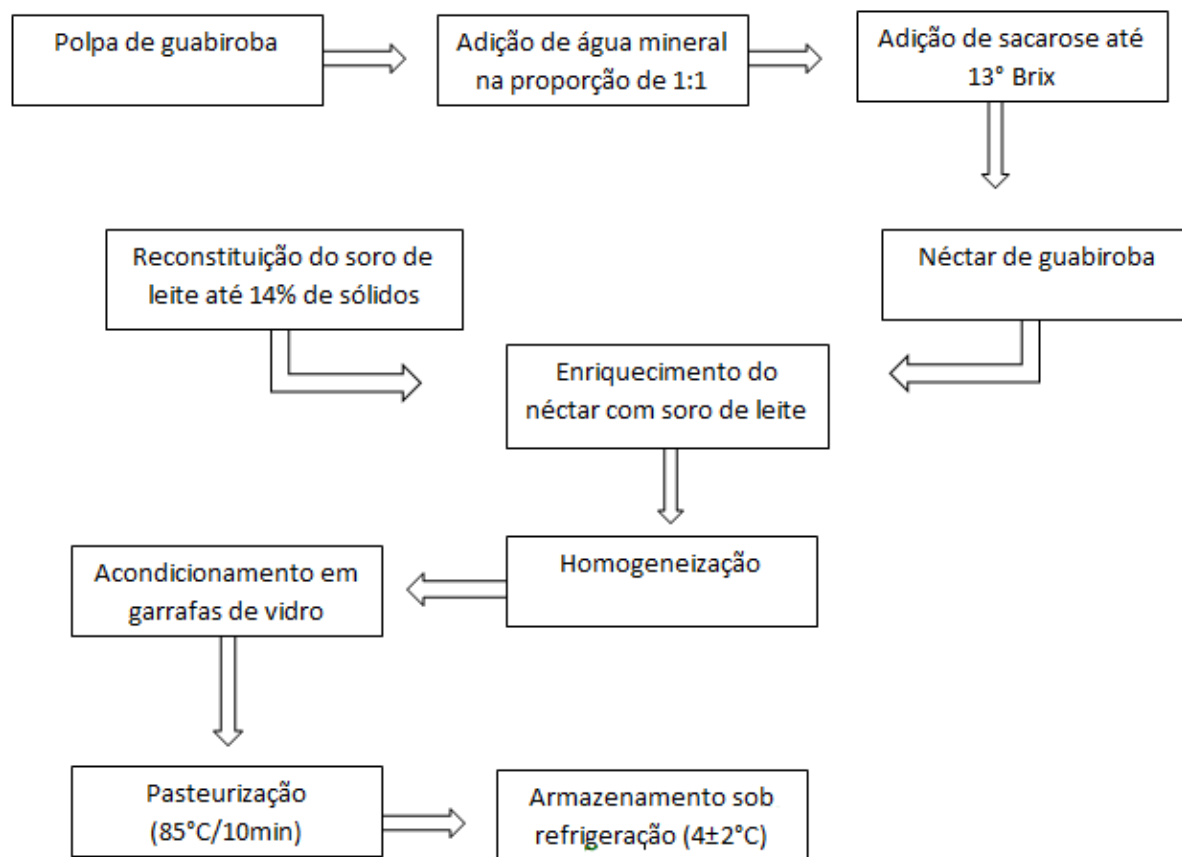 Polpa de guabiroba
Adição de água mineral
na proporção de 1:1
Adição de sacarose até
13° Brix
Reconstituição do soro de
leite até 14% de sólidos
Néctar de guabiroba
Enriquecimento do
néctar com soro de leite
Homogeneização
Acondicionamento em
garrafas de vidro
Pasteurização
(85°C/10min)
Armazenamento sob
refrigeração (4±2°C)